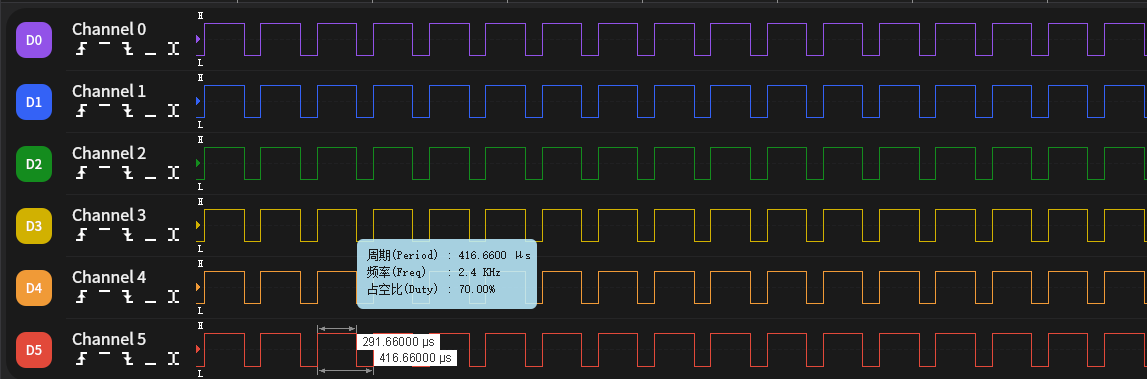 H
D0
Channel 0
L
H
D1
Channel 1
L
H
D2
Channel 2
L
H
D3
Channel 3
L
周期(Period) : 416.6600 μs
频率(Freq) : 2.4 KHz
占空比(Duty) : 70.00%
H
D4
Channel 4
L
H
D5
Channel 5
L
291.66000 μs
416.66000 μs